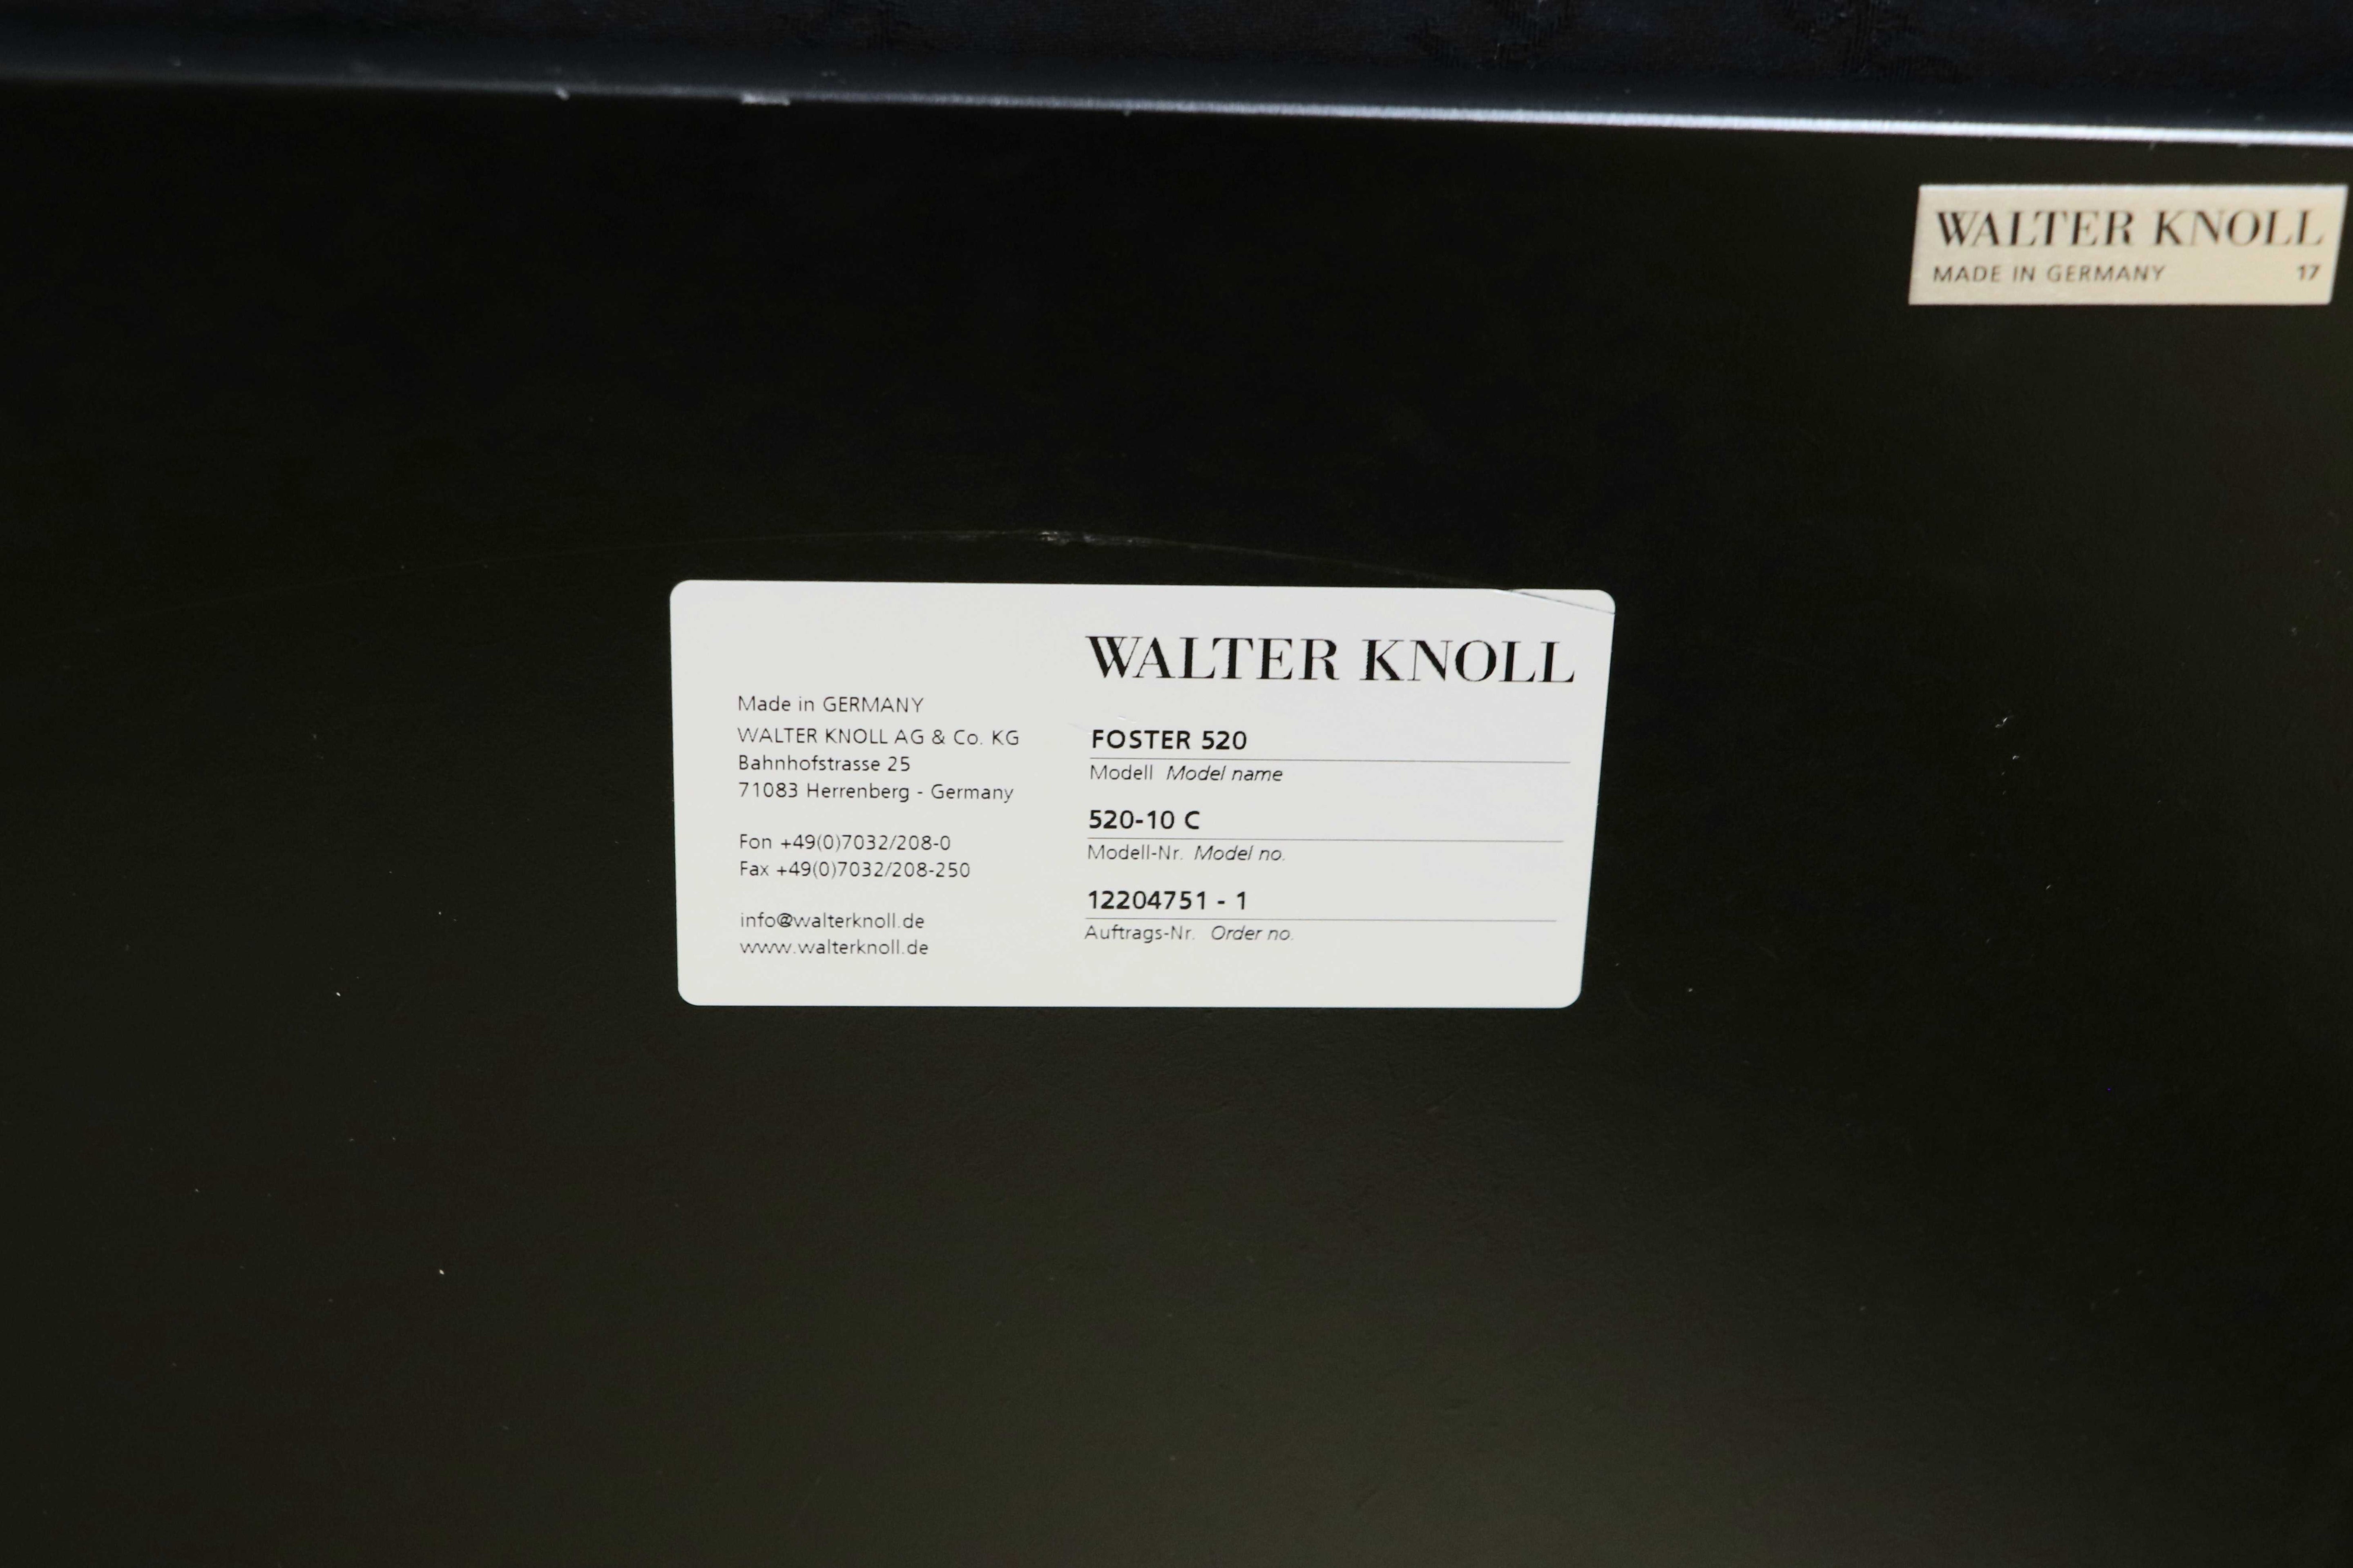 WALTER KNOLL
MADE IN GERMANY 17
WALTER KNOLL
Made in GERMANY
WALTER KNOLL AG & Co. KG
Bahnhofstrasse 25
71083 Herrenberg - Germany
Fon +49(0)7032/208-0
Fax +49(0)7032/208-250
info@walterknoll.de
www.walterknoll.de
FOSTER 520
Modell Model name
520-10 C
Modell-Nr. Model no.
12204751 - 1
Auftrags-Nr. Order no.